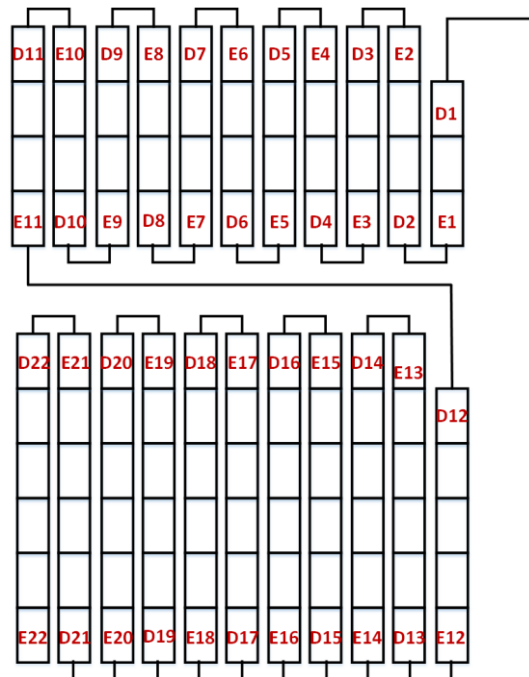 D11 E10 D9 E8 D7 E6 D5 E4 D3 E2
D1
E11 D10 E9 D8 E7 D6 E5 D4 E3 D2 E1
D22 E21 D20 E19 D18 E17 D16 E15 D14 E13
D12
E22 D21 E20 D19 E18 D17 E16 D15 E14 D13 E12